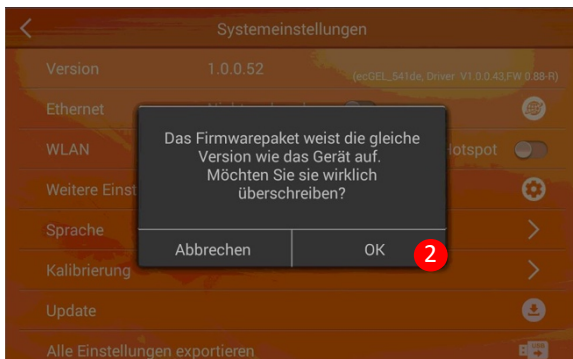 Systemeinstellungen
Version 1.0.0.52 (ecGEL_541de, Driver V1.0.0.43,FW 0.88-R)
Ethernet
Das Firmwarepaket weist die gleiche
Version wie das Gerät auf.
WLAN Hotspot
Möchten Sie sie wirklich
überschreiben?
Weitere Einst
Sprache
Abbrechen OK 2
Kalibrierung
Update
Alle Einstellungen exportieren